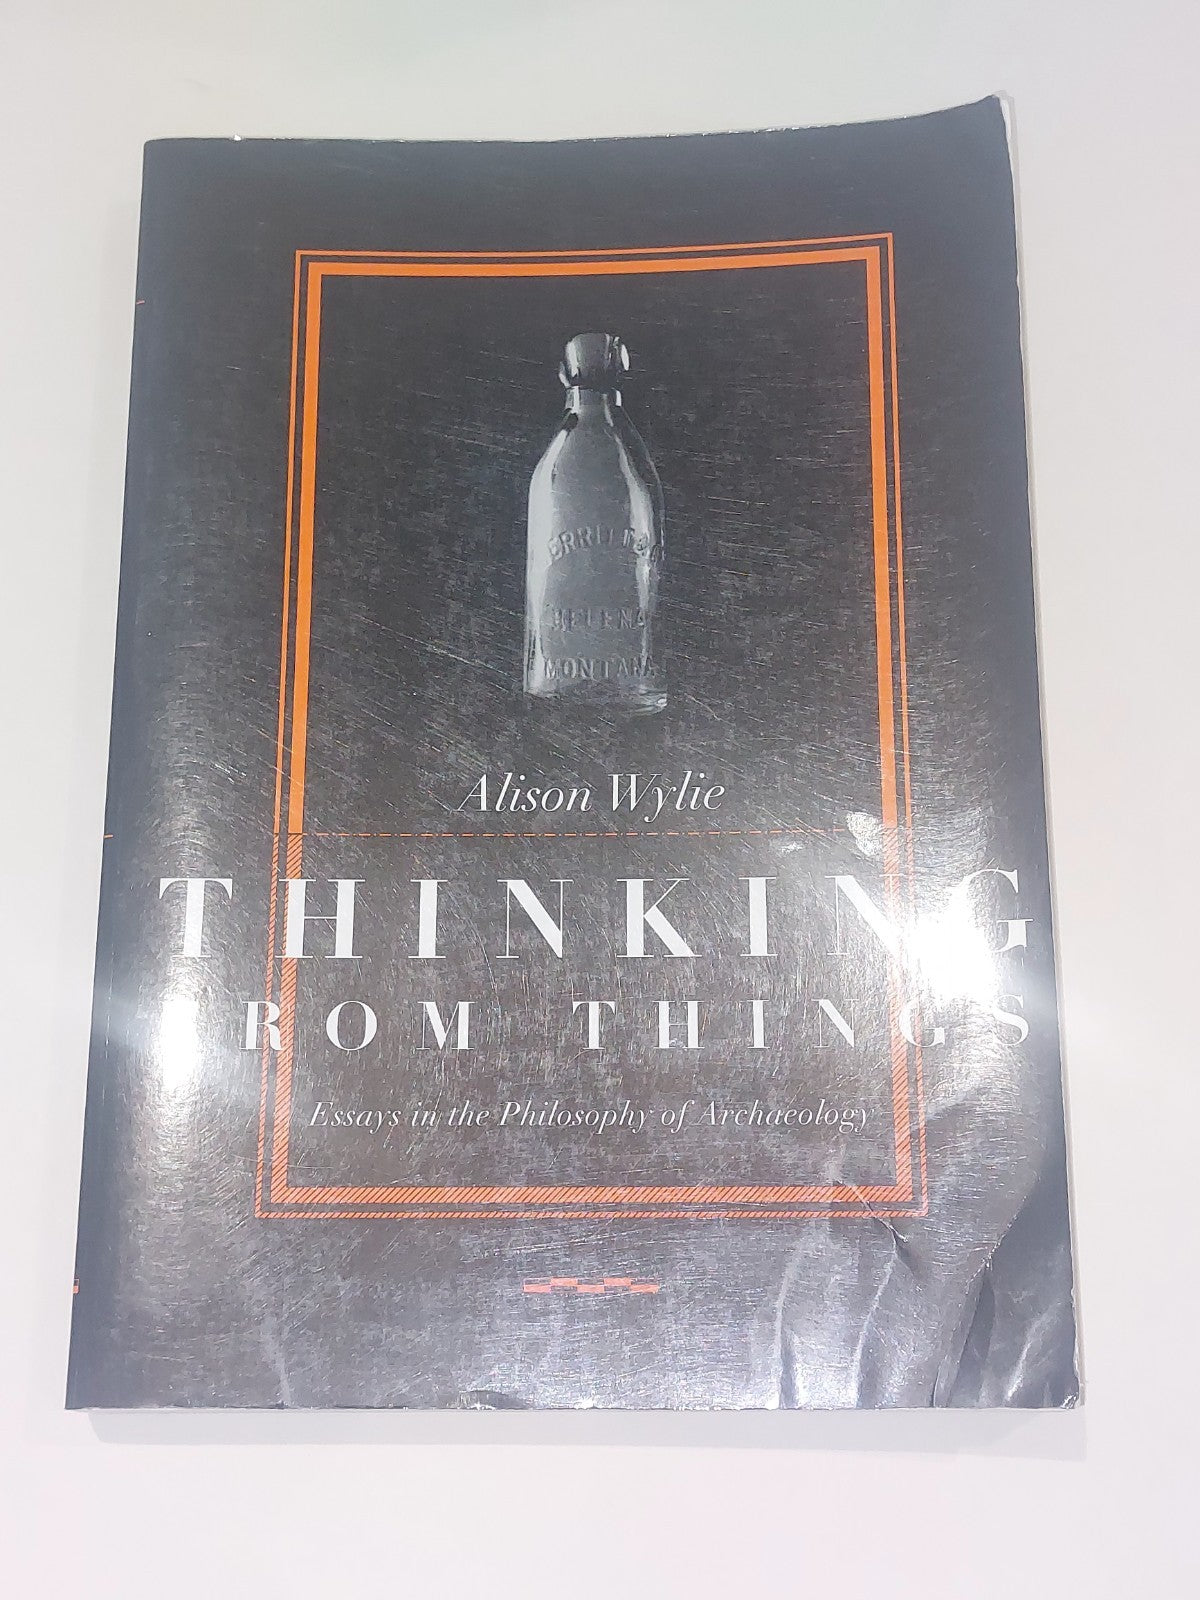 HELENA
MONTANA
Alison Wylie
THINKING
FROM THINGS
Essays in the Philosophy of Archaeology